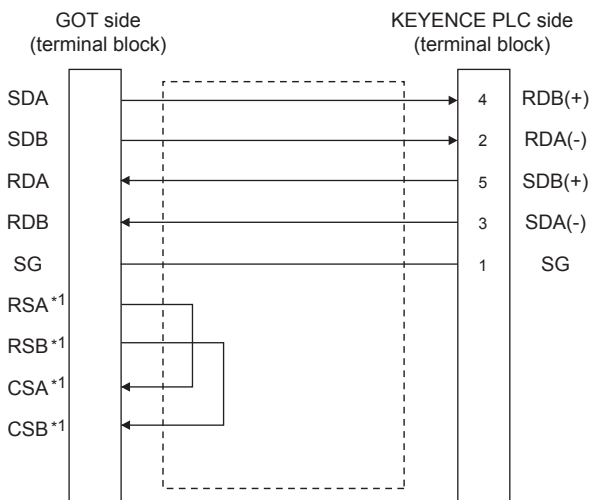 GOT side
(terminal block)
KEYENCE PLC side
(terminal block)
SDA 4 RDB(+)
SDB 2 RDA(-)
RDA 5 SDB(+)
RDB 3 SDA(-)
SG 1 SG
RSA*1
RSB*1
CSA*1
CSB*1